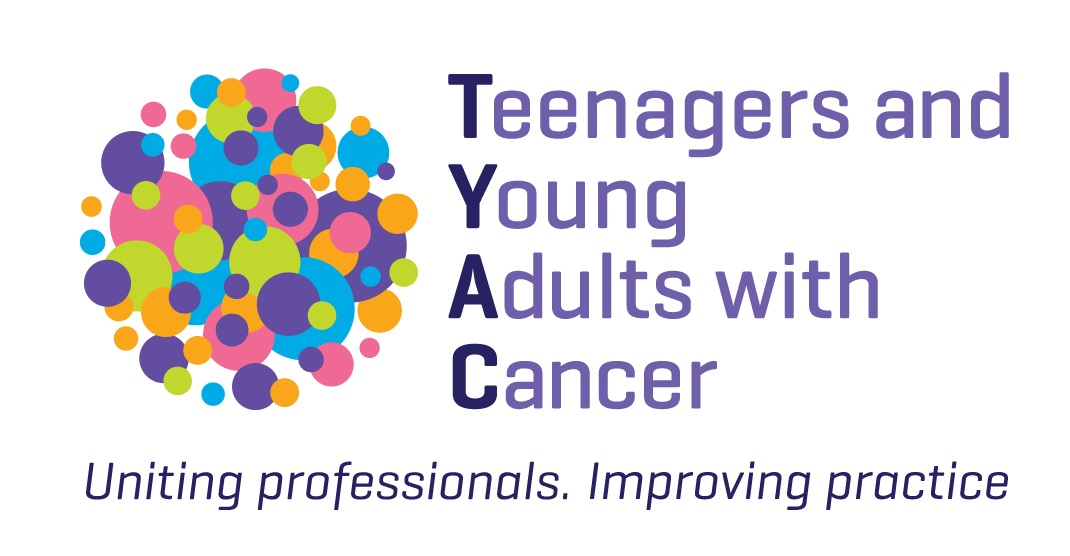 Teenagers and
Young
Adults with
Cancer
Uniting professionals. Improving practice